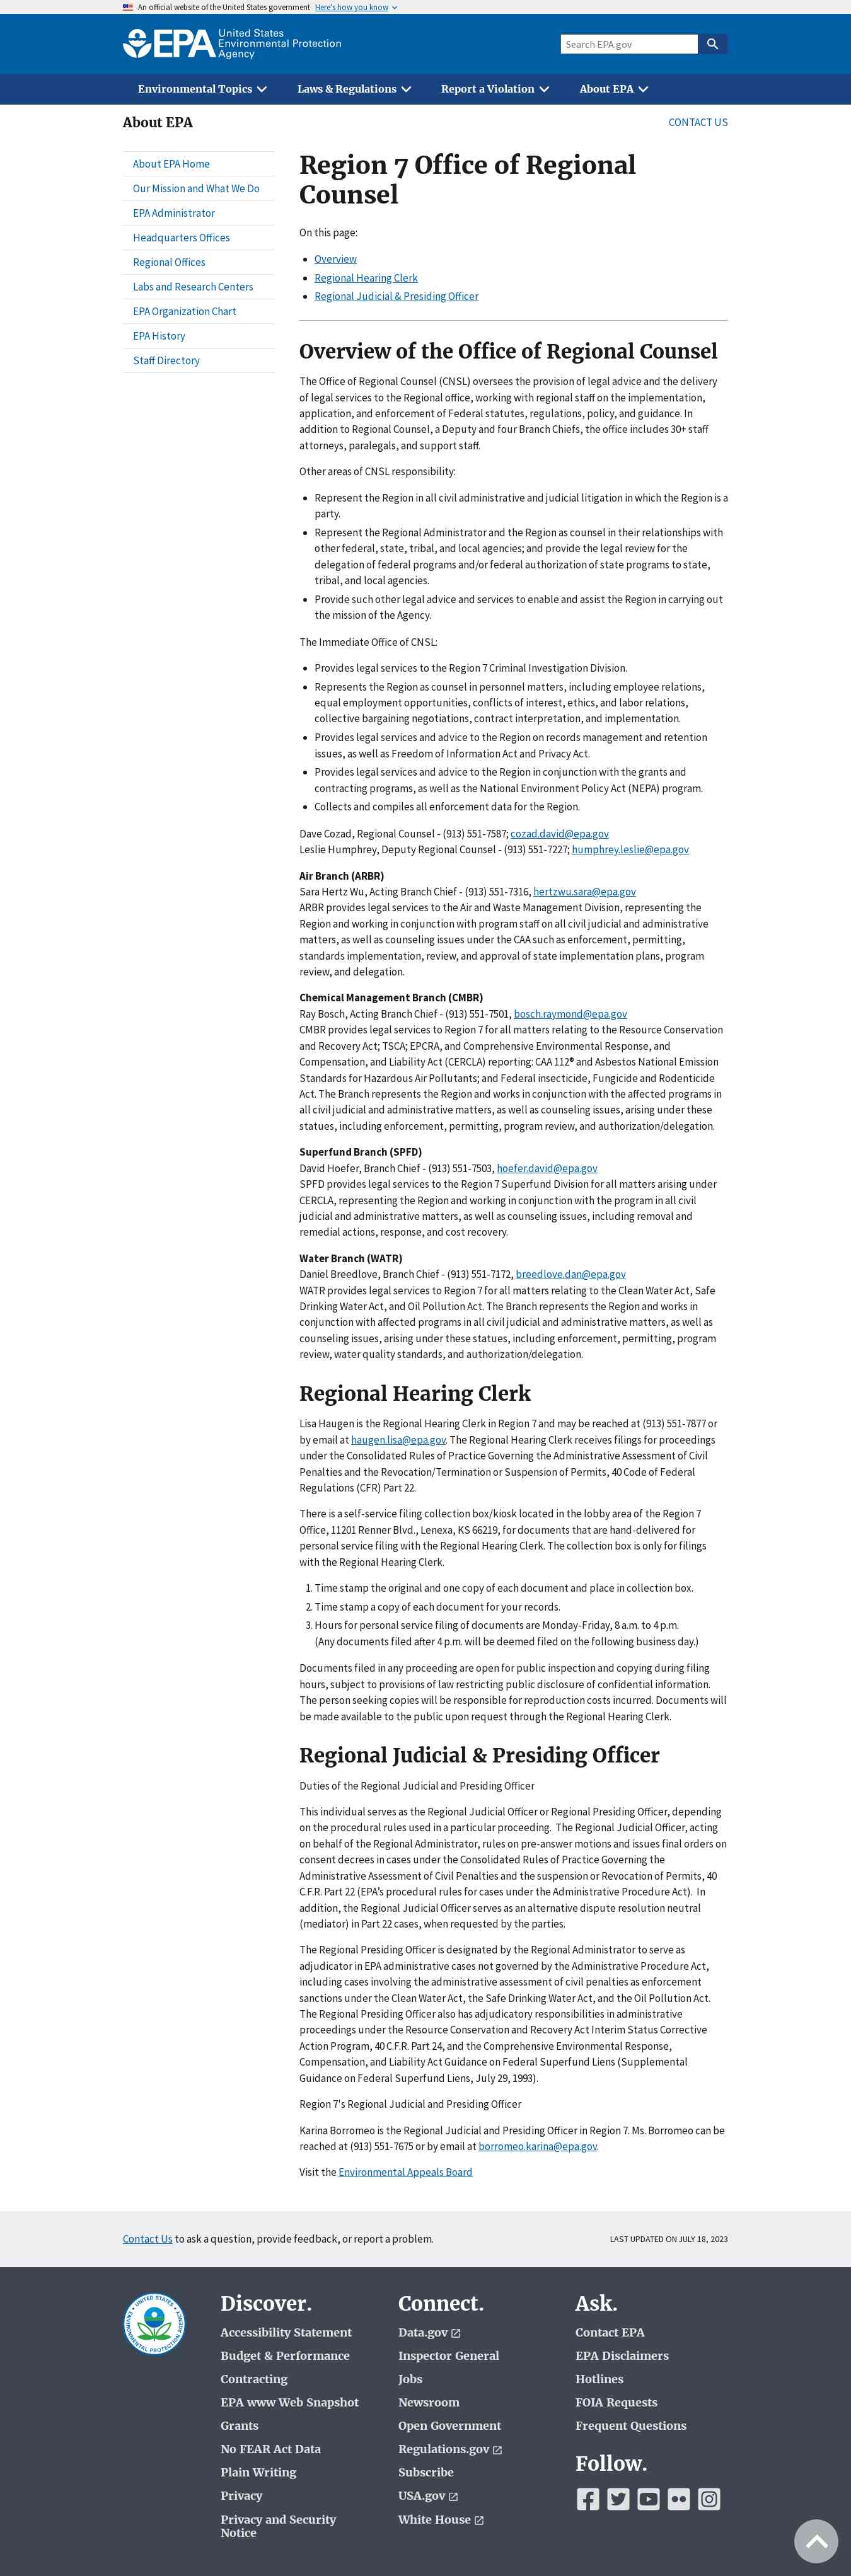 An official website of the United States government Here's how you know
EPA United States
Environmental Protection
Agency
Search EPA.gov
Environmental Topics
Laws & Regulations
Report a Violation
About EPA
About EPA
CONTACT US
About EPA Home
Our Mission and What We Do
EPA Administrator
Headquarters Offices
Regional Offices
Labs and Research Centers
EPA Organization Chart
EPA History
Staff Directory
Region 7 Office of Regional
Counsel
On this page:
Overview
Regional Hearing Clerk
Regional Judicial & Presiding Officer
Overview of the Office of Regional Counsel
The Office of Regional Counsel (CNSL) oversees the provision of legal advice and the delivery
of legal services to the Regional office, working with regional staff on the implementation,
application, and enforcement of Federal statutes, regulations, policy, and guidance. In
addition to Regional Counsel, a Deputy and four Branch Chiefs, the office includes 30+ staff
attorneys, paralegals, and support staff.
Other areas of CNSL responsibility:
Represent the Region in all civil administrative and judicial litigation in which the Region is a
party.
Represent the Regional Administrator and the Region as counsel in their relationships with
other federal, state, tribal, and local agencies; and provide the legal review for the
delegation of federal programs and/or federal authorization of state programs to state,
tribal, and local agencies.
Provide such other legal advice and services to enable and assist the Region in carrying out
the mission of the Agency.
The Immediate Office of CNSL:
Provides legal services to the Region 7 Criminal Investigation Division.
Represents the Region as counsel in personnel matters, including employee relations,
equal employment opportunities, conflicts of interest, ethics, and labor relations,
collective bargaining negotiations, contract interpretation, and implementation.
Provides legal services and advice to the Region on records management and retention
issues, as well as Freedom of Information Act and Privacy Act.
Provides legal services and advice to the Region in conjunction with the grants and
contracting programs, as well as the National Environment Policy Act (NEPA) program.
Collects and compiles all enforcement data for the Region.
Dave Cozad, Regional Counsel - (913) 551-7587; cozad.david@epa.gov
Leslie Humphrey, Deputy Regional Counsel - (913) 551-7227; humphrey.leslie@epa.gov
Air Branch (ARBR)
Sara Hertz Wu, Acting Branch Chief - (913) 551-7316, hertzwu.sara@epa.gov
ARBR provides legal services to the Air and Waste Management Division, representing the
Region and working in conjunction with program staff on all civil judicial and administrative
matters, as well as counseling issues under the CAA such as enforcement, permitting,
standards implementation, review, and approval of state implementation plans, program
review, and delegation.
Chemical Management Branch (CMBR)
Ray Bosch, Acting Branch Chief - (913) 551-7501, bosch.raymond@epa.gov
CMBR provides legal services to Region 7 for all matters relating to the Resource Conservation
and Recovery Act; TSCA; EPCRA, and Comprehensive Environmental Response, and
Compensation, and Liability Act (CERCLA) reporting: CAA 112® and Asbestos National Emission
Standards for Hazardous Air Pollutants; and Federal insecticide, Fungicide and Rodenticide
Act. The Branch represents the Region and works in conjunction with the affected programs in
all civil judicial and administrative matters, as well as counseling issues, arising under these
statues, including enforcement, permitting, program review, and authorization/delegation.
Superfund Branch (SPFD)
David Hoefer, Branch Chief - (913) 551-7503, hoefer.david@epa.gov
SPFD provides legal services to the Region 7 Superfund Division for all matters arising under
CERCLA, representing the Region and working in conjunction with the program in all civil
judicial and administrative matters, as well as counseling issues, including removal and
remedial actions, response, and cost recovery.
Water Branch (WATR)
Daniel Breedlove, Branch Chief - (913) 551-7172, breedlove.dan@epa.gov
WATR provides legal services to Region 7 for all matters relating to the Clean Water Act, Safe
Drinking Water Act, and Oil Pollution Act. The Branch represents the Region and works in
conjunction with affected programs in all civil judicial and administrative matters, as well as
counseling issues, arising under these statues, including enforcement, permitting, program
review, water quality standards, and authorization/delegation.
Regional Hearing Clerk
Lisa Haugen is the Regional Hearing Clerk in Region 7 and may be reached at (913) 551-7877 or
by email at haugen.lisa@epa.gov. The Regional Hearing Clerk receives filings for proceedings
under the Consolidated Rules of Practice Governing the Administrative Assessment of Civil
Penalties and the Revocation/Termination or Suspension of Permits, 40 Code of Federal
Regulations (CFR) Part 22.
There is a self-service filing collection box/kiosk located in the lobby area of the Region 7
Office, 11201 Renner Blvd., Lenexa, KS 66219, for documents that are hand-delivered for
personal service filing with the Regional Hearing Clerk. The collection box is only for filings
with the Regional Hearing Clerk.
1. Time stamp the original and one copy of each document and place in collection box.
2. Time stamp a copy of each document for your records.
3. Hours for personal service filing of documents are Monday-Friday, 8 a.m. to 4 p.m.
(Any documents filed after 4 p.m. will be deemed filed on the following business day.)
Documents filed in any proceeding are open for public inspection and copying during filing
hours, subject to provisions of law restricting public disclosure of confidential information.
The person seeking copies will be responsible for reproduction costs incurred. Documents will
be made available to the public upon request through the Regional Hearing Clerk.
Regional Judicial & Presiding Officer
Duties of the Regional Judicial and Presiding Officer
This individual serves as the Regional Judicial Officer or Regional Presiding Officer, depending
on the procedural rules used in a particular proceeding. The Regional Judicial Officer, acting
on behalf of the Regional Administrator, rules on pre-answer motions and issues final orders on
consent decrees in cases under the Consolidated Rules of Practice Governing the
Administrative Assessment of Civil Penalties and the suspension or Revocation of Permits, 40
C.F.R. Part 22 (EPA's procedural rules for cases under the Administrative Procedure Act). In
addition, the Regional Judicial Officer serves as an alternative dispute resolution neutral
(mediator) in Part 22 cases, when requested by the parties.
The Regional Presiding Officer is designated by the Regional Administrator to serve as
adjudicator in EPA administrative cases not governed by the Administrative Procedure Act,
including cases involving the administrative assessment of civil penalties as enforcement
sanctions under the Clean Water Act, the Safe Drinking Water Act, and the Oil Pollution Act.
The Regional Presiding Officer also has adjudicatory responsibilities in administrative
proceedings under the Resource Conservation and Recovery Act Interim Status Corrective
Action Program, 40 C.F.R. Part 24, and the Comprehensive Environmental Response,
Compensation, and Liability Act Guidance on Federal Superfund Liens (Supplemental
Guidance on Federal Superfund Liens, July 29, 1993).
Region 7's Regional Judicial and Presiding Officer
Karina Borromeo is the Regional Judicial and Presiding Officer in Region 7. Ms. Borromeo can be
reached at (913) 551-7675 or by email at borromeo.karina@epa.gov.
Visit the Environmental Appeals Board
Contact Us to ask a question, provide feedback, or report a problem.
LAST UPDATED ON JULY 18, 2023
UNITED STATES
ENVIRONMENTAL PROTECTION AGENCY
Discover.
Accessibility Statement
Budget & Performance
Contracting
EPA www Web Snapshot
Grants
No FEAR Act Data
Plain Writing
Privacy
Privacy and Security
Notice
Connect.
Data.gov
Inspector General
Jobs
Newsroom
Open Government
Regulations.gov
Subscribe
USA.gov
White House
Ask.
Contact EPA
EPA Disclaimers
Hotlines
FOIA Requests
Frequent Questions
Follow.